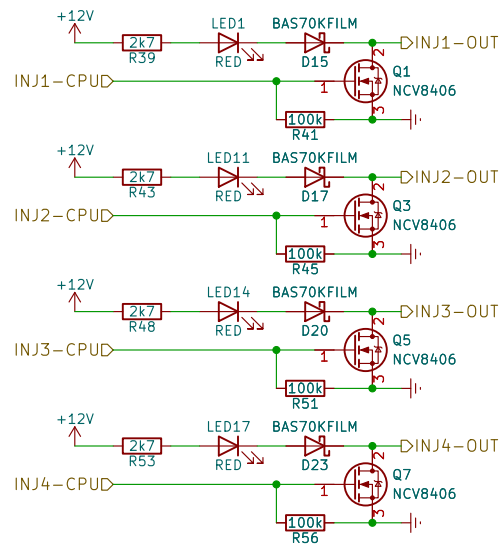 +12V
LED1
BAS70KFILM
2k7
R39
RED
D15
INJ1-OUT
2
Q1
NCV8406
INJ1-CPU
1
3
100k
R41
+12V
LED11
BAS70KFILM
2k7
R43
RED
D17
INJ2-OUT
2
Q3
NCV8406
INJ2-CPU
1
3
100k
R45
+12V
LED14
BAS70KFILM
2k7
R48
RED
D20
INJ3-OUT
2
Q5
NCV8406
INJ3-CPU
1
3
100k
R51
+12V
LED17
BAS70KFILM
2k7
R53
RED
D23
INJ4-OUT
2
Q7
NCV8406
INJ4-CPU
1
3
100k
R56